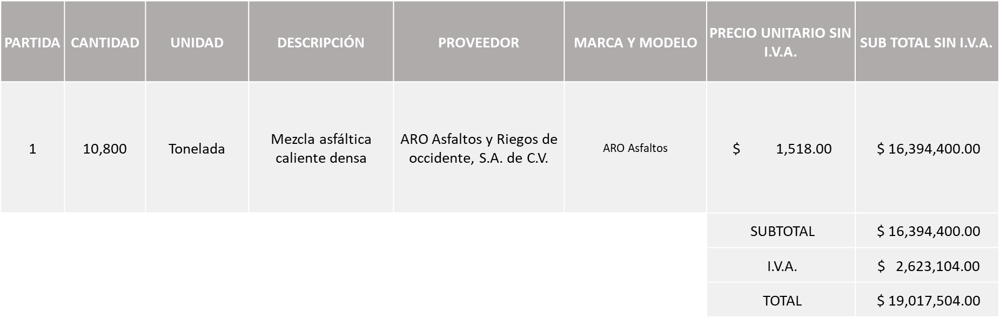 PARTIDA CANTIDAD UNIDAD DESCRIPCIÓN PROVEEDOR MARCA Y MODELO PRECIO UNITARIO SIN I.V.A. SUB TOTAL SIN I.V.A.
1 10,800 Tonelada Mezcla asfáltica caliente densa ARO Asfaltos y Riegos de occidente, S.A. de C.V. ARO Asfaltos $ 1,518.00 $ 16,394,400.00
SUBTOTAL $ 16,394,400.00
I.V.A. $ 2,623,104.00
TOTAL $ 19,017,504.00